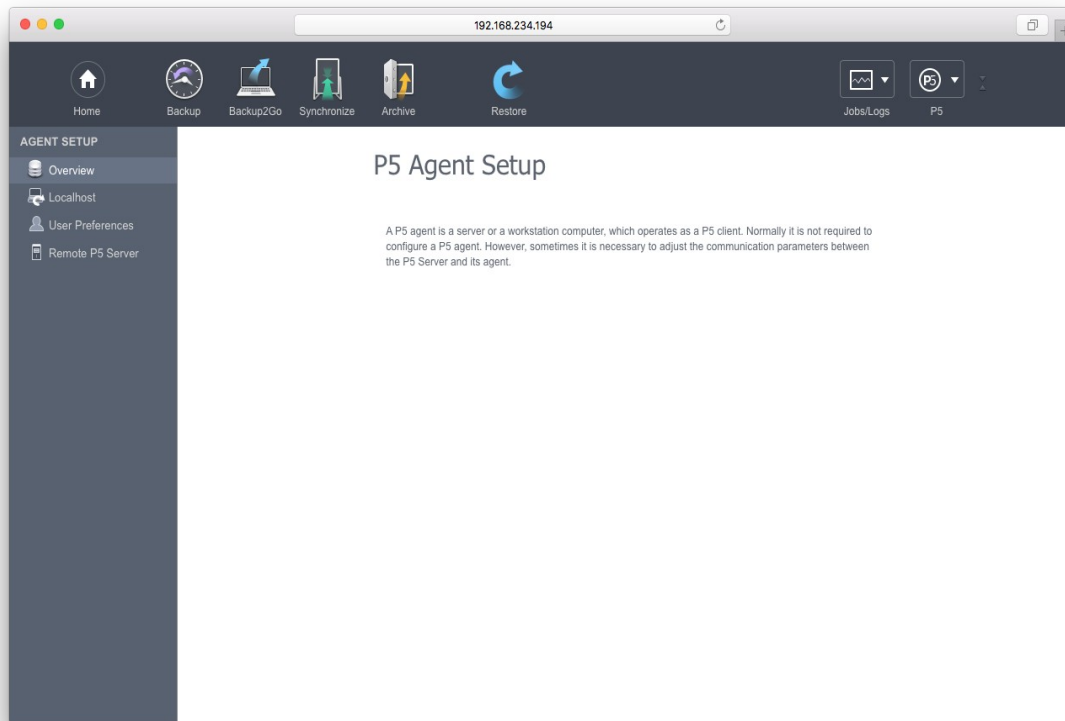 192.168.234.194
Home
Backup
Backup2Go
Synchronize
Archive
Restore
Jobs/Logs
P5
P5
AGENT SETUP
Overview
Localhost
User Preferences
Remote P5 Server
P5 Agent Setup
A P5 agent is a server or a workstation computer, which operates as a P5 client. Normally it is not required to
configure a P5 agent. However, sometimes it is necessary to adjust the communication parameters between
the P5 Server and its agent.